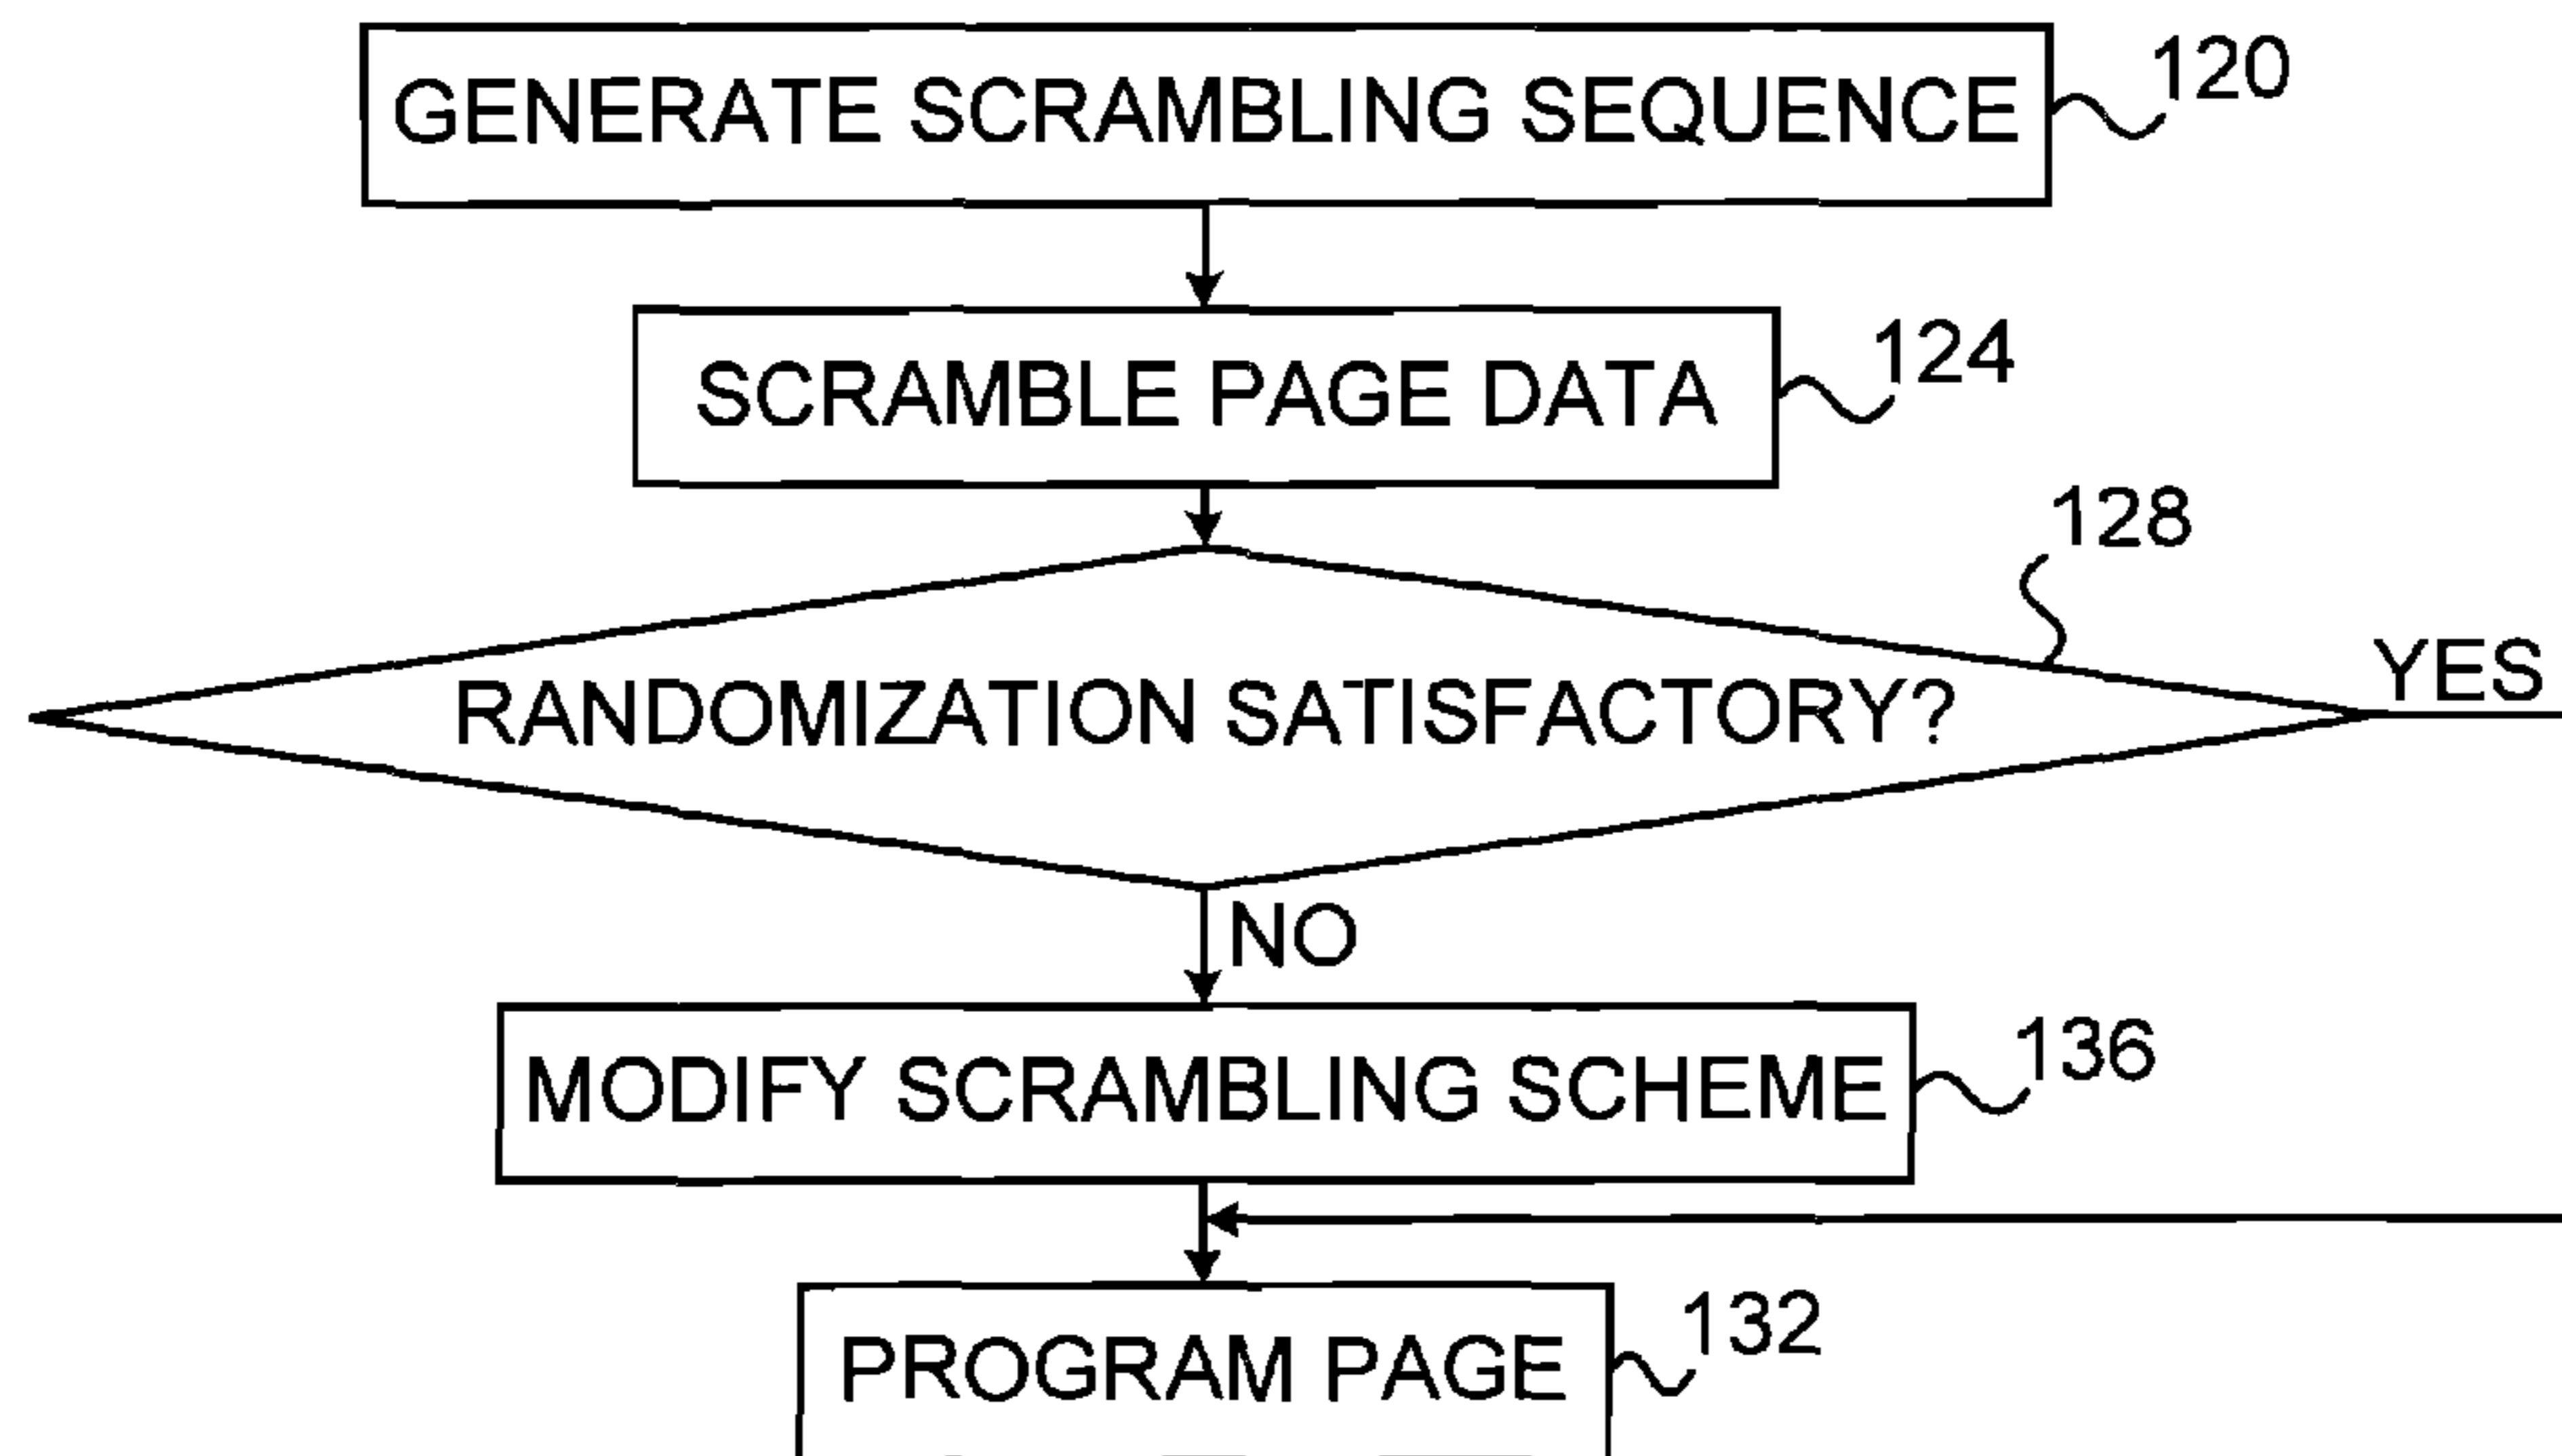 GENERATE SCRAMBLING SEQUENCE
120
SCRAMBLE PAGE DATA
124
128
RANDOMIZATION SATISFACTORY?
YES
NO
MODIFY SCRAMBLING SCHEME
136
PROGRAM PAGE
132